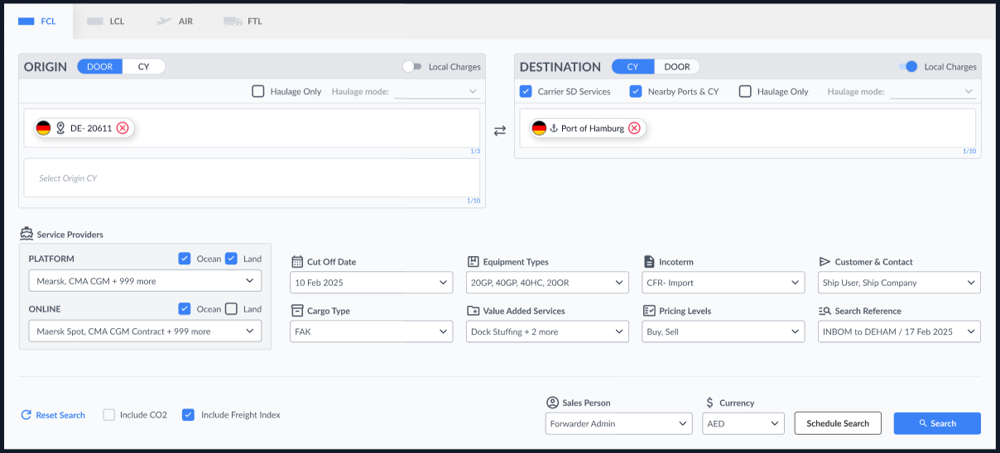 FCL LCL AIR FTL
ORIGIN DOOR CY Local Charges
Haulage Only Haulage mode:
DE- 20611
1/3
Select Origin CY
1/10
DESTINATION CY DOOR Local Charges
Carrier SD Services Nearby Ports & CY Haulage Only Haulage mode:
Port of Hamburg
1/10
Service Providers
PLATFORM Ocean Land
Mearsk, CMA CGM + 999 more
ONLINE Ocean Land
Maersk Spot, CMA CGM Contract + 999 more
Cut Off Date Equipment Types Incoterm Customer & Contact
10 Feb 2025 20GP, 40GP, 40HC, 20OR CFR- Import Ship User, Ship Company
Cargo Type Value Added Services Pricing Levels Search Reference
FAK Dock Stuffing + 2 more Buy, Sell INBOM to DEHAM / 17 Feb 2025
Reset Search Include CO2 Include Freight Index
Sales Person Currency
Forwarder Admin AED Schedule Search Search